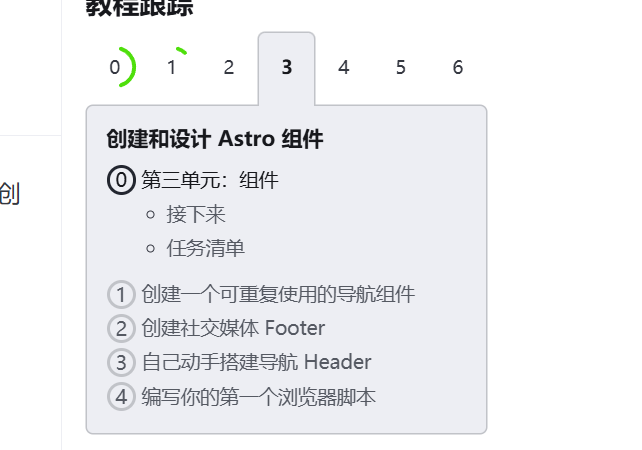 教程跟踪
0 1 2 3 4 5 6
创建和设计 Astro 组件
0 第三单元：组件
接下来
任务清单
创
1 创建一个可重复使用的导航组件
2 创建社交媒体 Footer
3 自己动手搭建导航 Header
4 编写你的第一个浏览器脚本